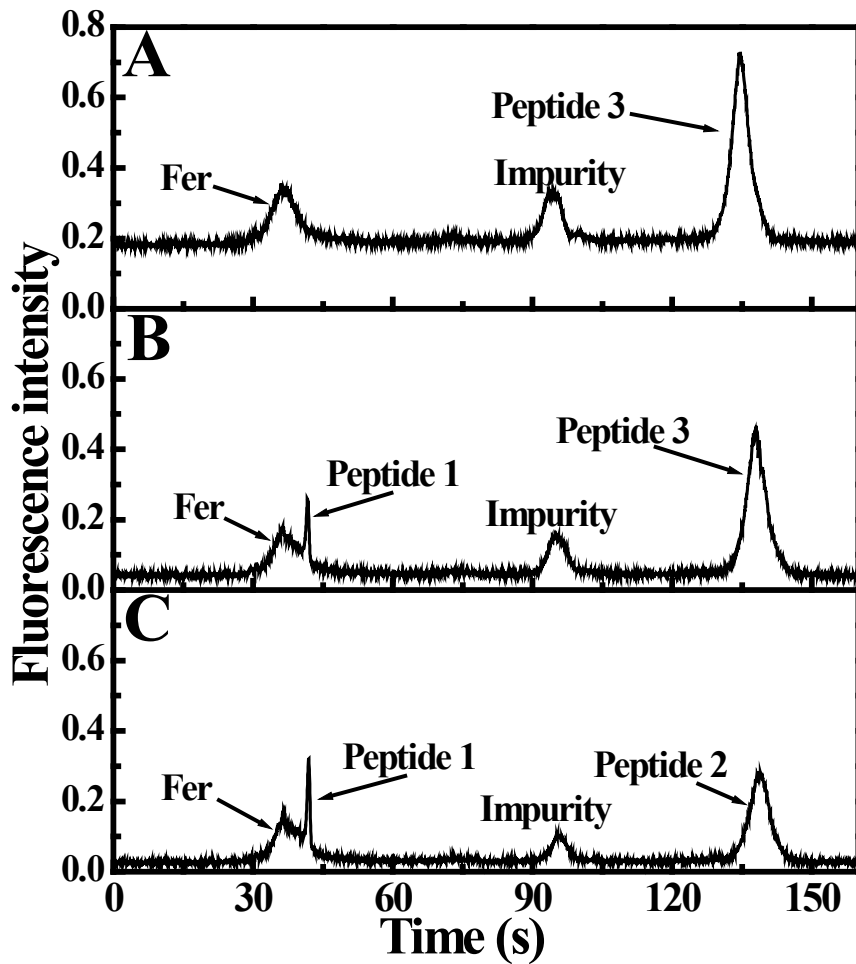 Fluorescence intensity
0.8
A
0.6
Peptide 3
0.4
Fer
Impurity
0.2
0.0
B
0.6
Peptide 3
0.4
Peptide 1
Fer
Impurity
0.2
0.0
C
0.6
0.4
Peptide 1
Peptide 2
Fer
Impurity
0.2
0.0
0 30 60 90 120 150
Time (s)